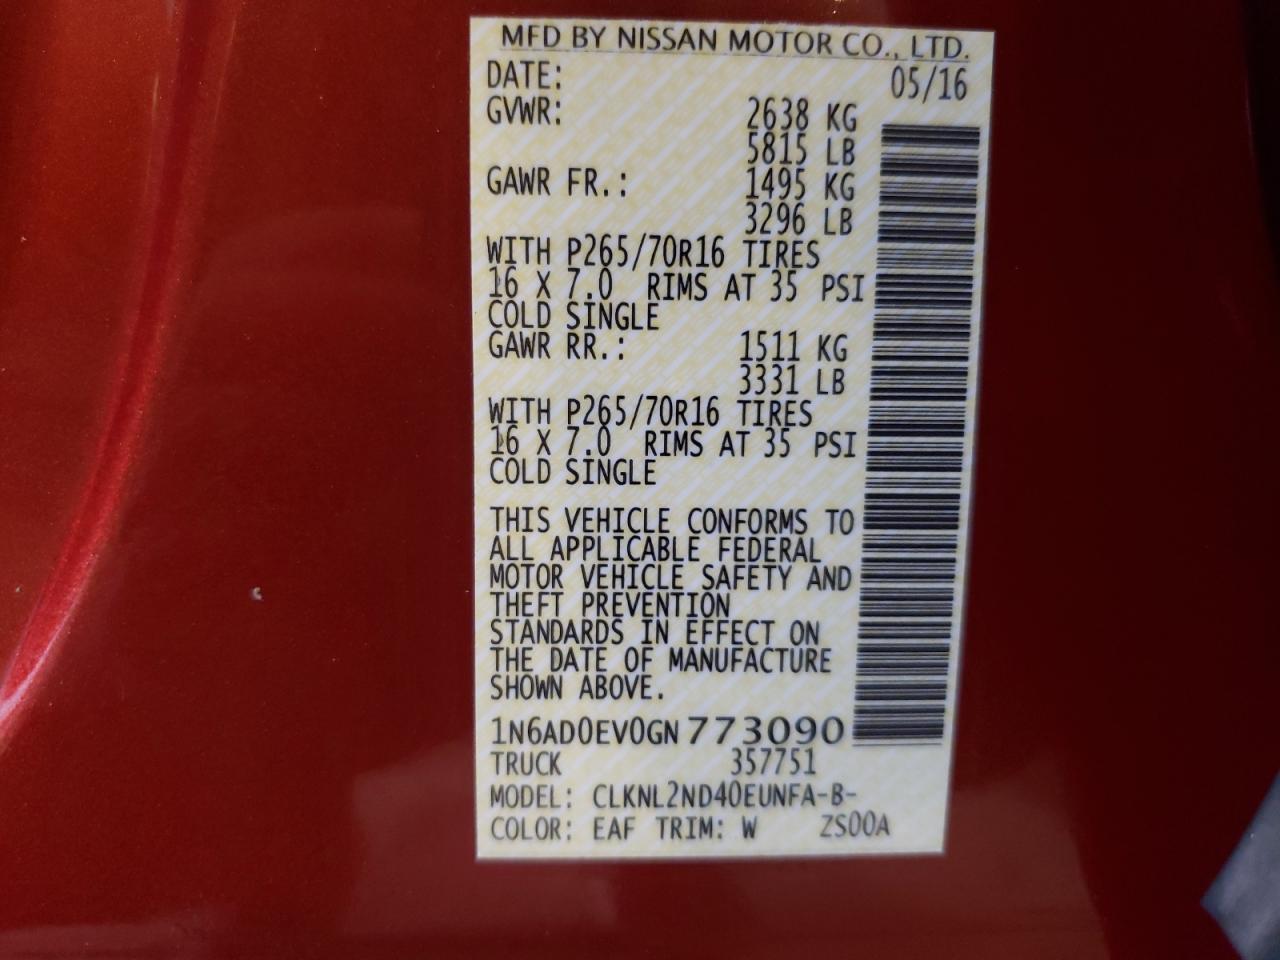 MFD BY NISSAN MOTOR CO., LTD.
DATE: 05/16
GVWR: 2638 KG
5815 LB
GAWR FR.: 1495 KG
3296 LB
WITH P265/70R16 TIRES
16 X 7.0 RIMS AT 35 PSI
COLD SINGLE
GAWR RR.: 1511 KG
3331 LB
WITH P265/70R16 TIRES
16 X 7.0 RIMS AT 35 PSI
COLD SINGLE
THIS VEHICLE CONFORMS TO
ALL APPLICABLE FEDERAL
MOTOR VEHICLE SAFETY AND
THEFT PREVENTION
STANDARDS IN EFFECT ON
THE DATE OF MANUFACTURE
SHOWN ABOVE.
1N6AD0EV0GN 773090
TRUCK 357751
MODEL: CLKNL2ND40EUNFA-B-
COLOR: EAF TRIM: W ZS00A